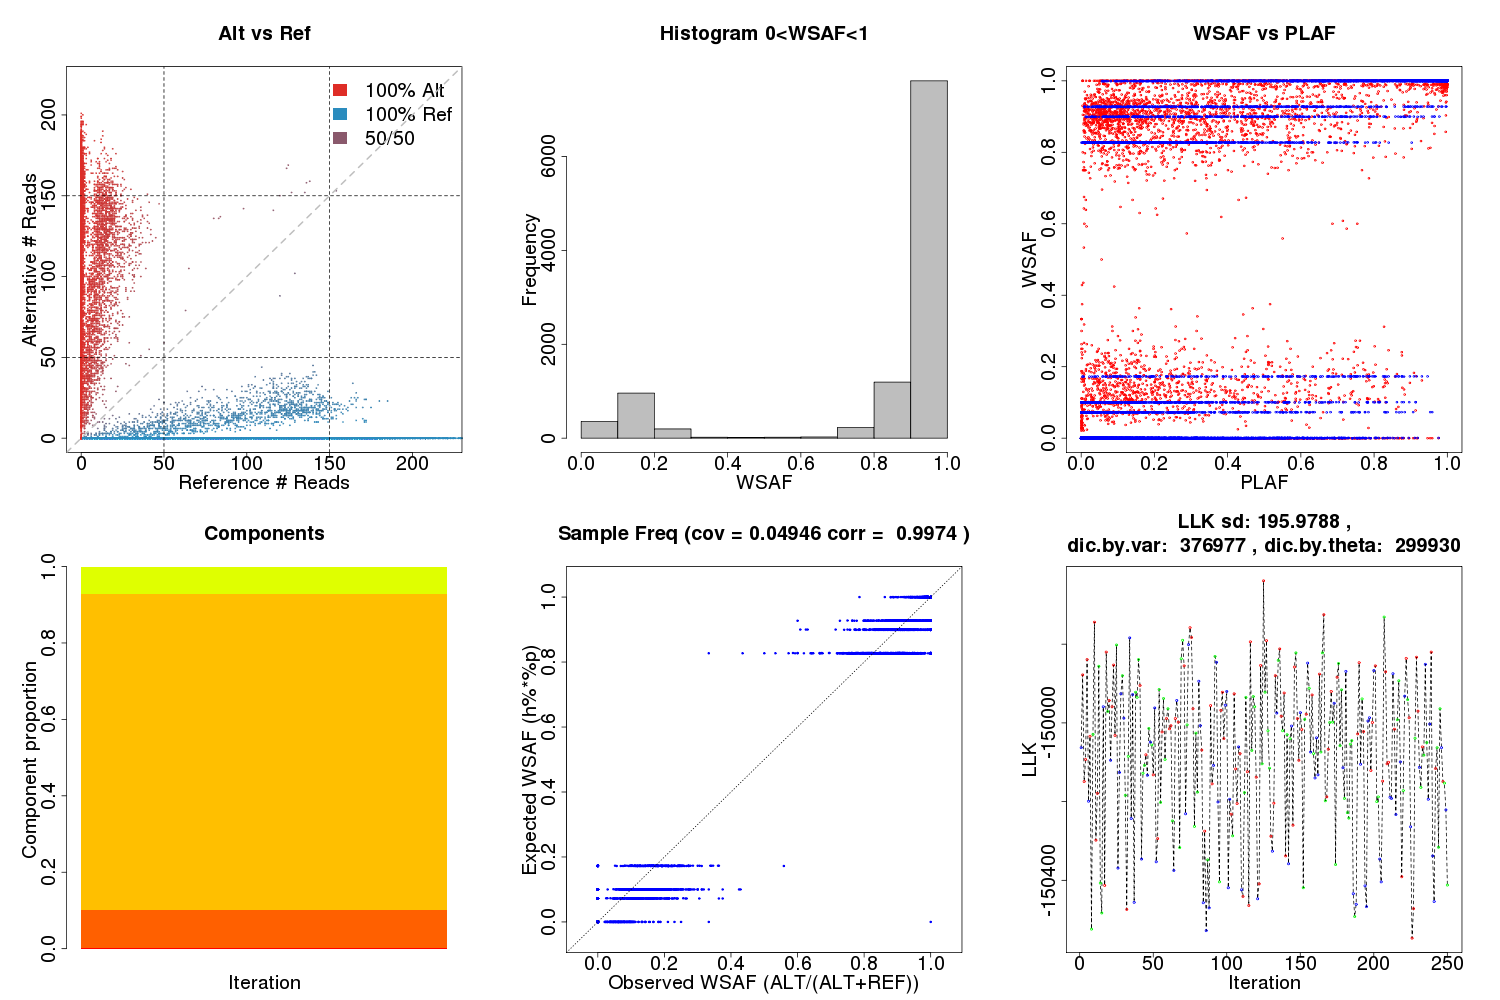 Alt vs Ref
100% Alt
100% Ref
50/50
Alternative # Reads
0 50 100 150 200
0 50 100 150 200
Reference # Reads
Histogram 0<WSAF<1
Frequency
0 2000 4000 6000
0.0 0.2 0.4 0.6 0.8 1.0
WSAF
WSAF vs PLAF
WSAF
0.0 0.2 0.4 0.6 0.8 1.0
0.0 0.2 0.4 0.6 0.8 1.0
PLAF
Components
Component proportion
0.0 0.2 0.4 0.6 0.8 1.0
Iteration
Sample Freq (cov = 0.04946 corr = 0.9974 )
Expected WSAF (h%*%p)
0.0 0.2 0.4 0.6 0.8 1.0
0.0 0.2 0.4 0.6 0.8 1.0
Observed WSAF (ALT/(ALT+REF))
LLK sd: 195.9788 ,
dic.by.var: 376977 , dic.by.theta: 299930
LLK
-150400 -150000
0 50 100 150 200 250
Iteration